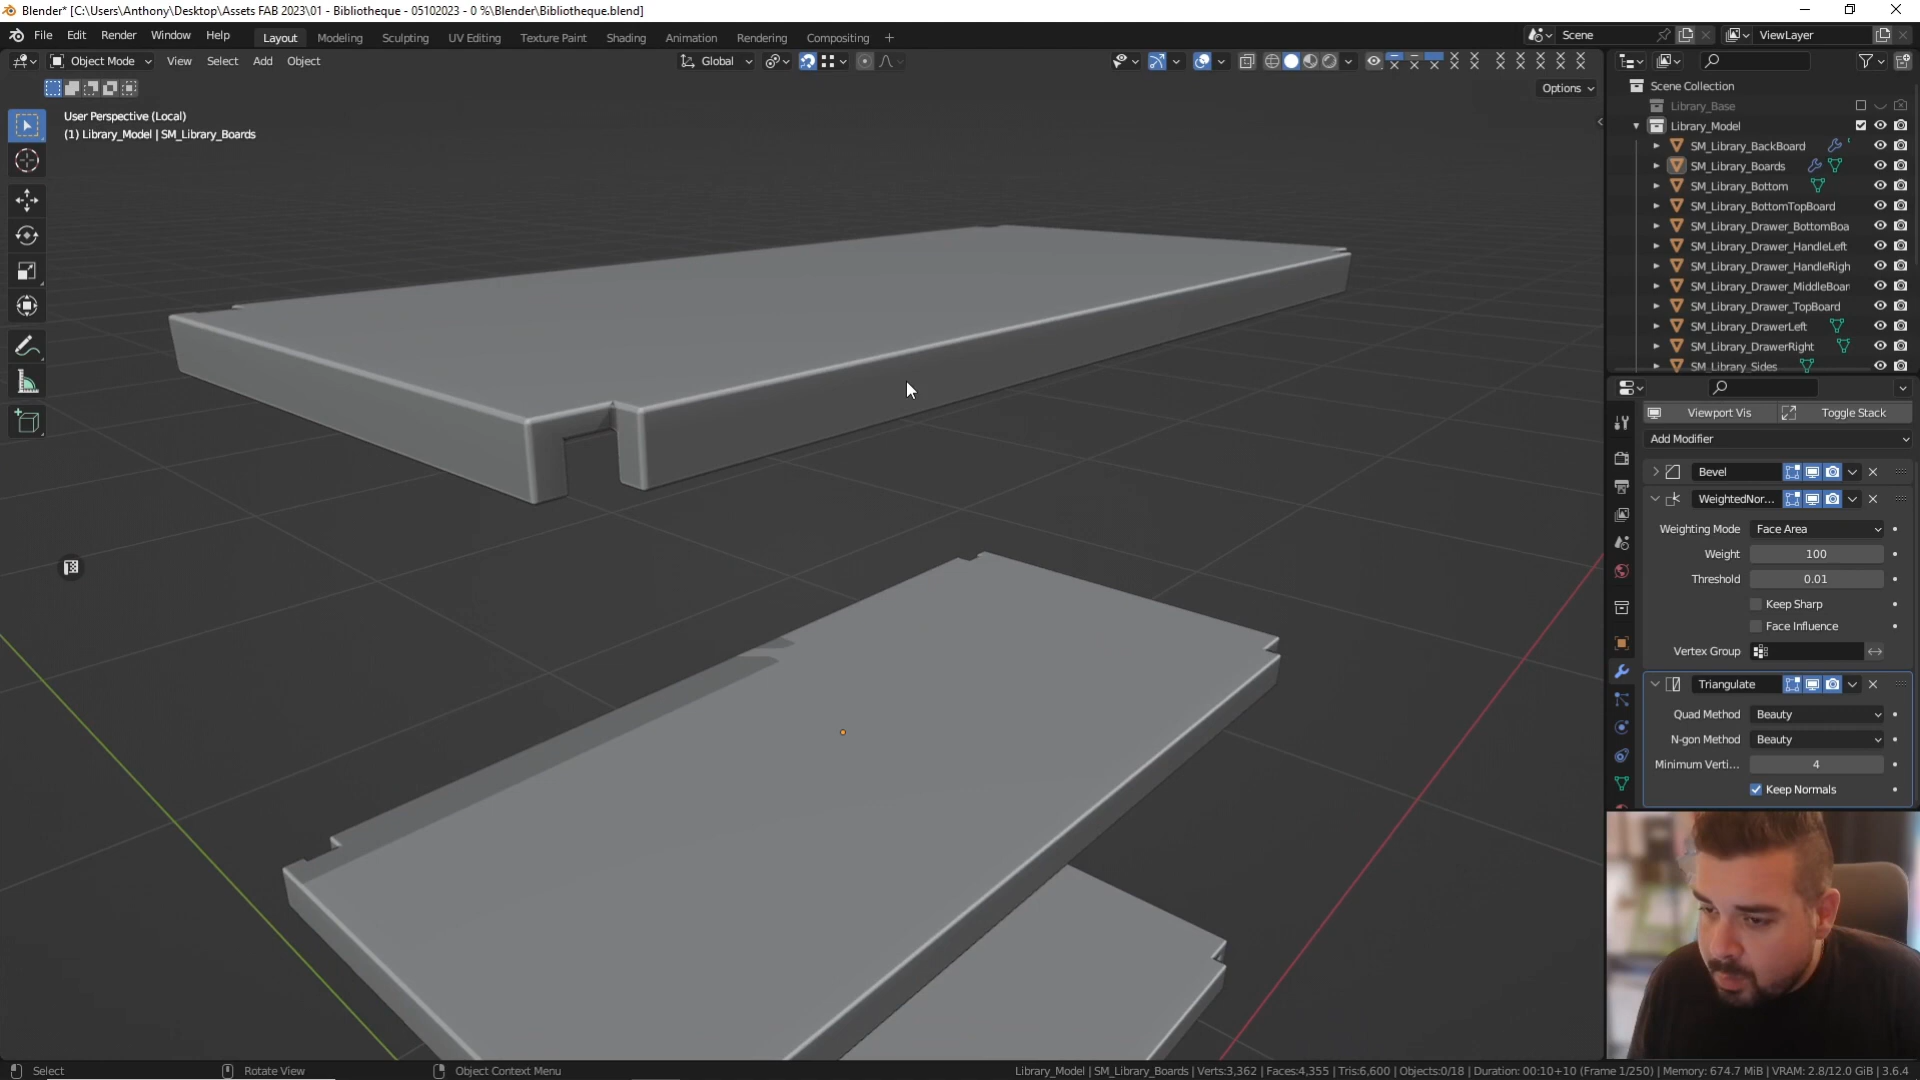 Blender* [C:\Users\Anthony\Desktop\Assets FAB 2023\01 - Bibliotheque - 05102023 - 0 %\Blender\Bibliotheque.blend]
File Edit Render Window Help Layout Modeling Sculpting UV Editing Texture Paint Shading Animation Rendering Compositing + Scene ViewLayer
Object Mode View Select Add Object Global
Options
User Perspective (Local)
(1) Library_Model | SM_Library_Boards
Scene Collection
Library_Base
Library_Model
SM_Library_BackBoard
SM_Library_Boards
SM_Library_Bottom
SM_Library_BottomTopBoard
SM_Library_Drawer_BottomBoa
SM_Library_Drawer_HandleLeft
SM_Library_Drawer_HandleRigh
SM_Library_Drawer_MiddleBoar
SM_Library_Drawer_TopBoard
SM_Library_DrawerLeft
SM_Library_DrawerRight
SM_Library_Sides
Viewport Vis Toggle Stack
Add Modifier
Bevel
WeightedNor...
Weighting Mode Face Area
Weight 100
Threshold 0.01
Keep Sharp
Face Influence
Vertex Group
Triangulate
Quad Method Beauty
N-gon Method Beauty
Minimum Verti... 4
Keep Normals
Select Rotate View Object Context Menu Library_Model | SM_Library_Boards | Verts:3,362 | Faces:4,355 | Tris:6,600 | Objects:0/18 | Duration: 00:10+10 (Frame 1/250) | Memory: 674.7 MiB | VRAM: 2.8/12.0 GiB | 3.6.4